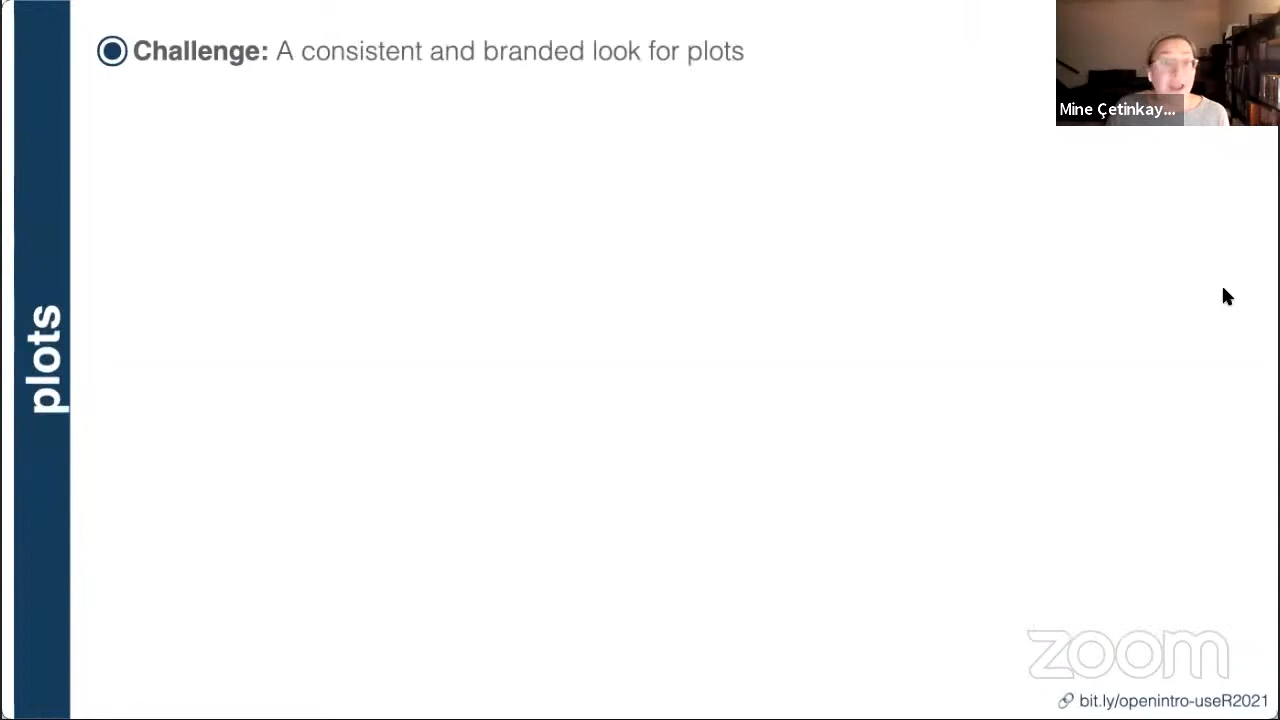 Challenge: A consistent and branded look for plots
Mine Çetinkay...
plots
zoom
bit.ly/openintro-useR2021